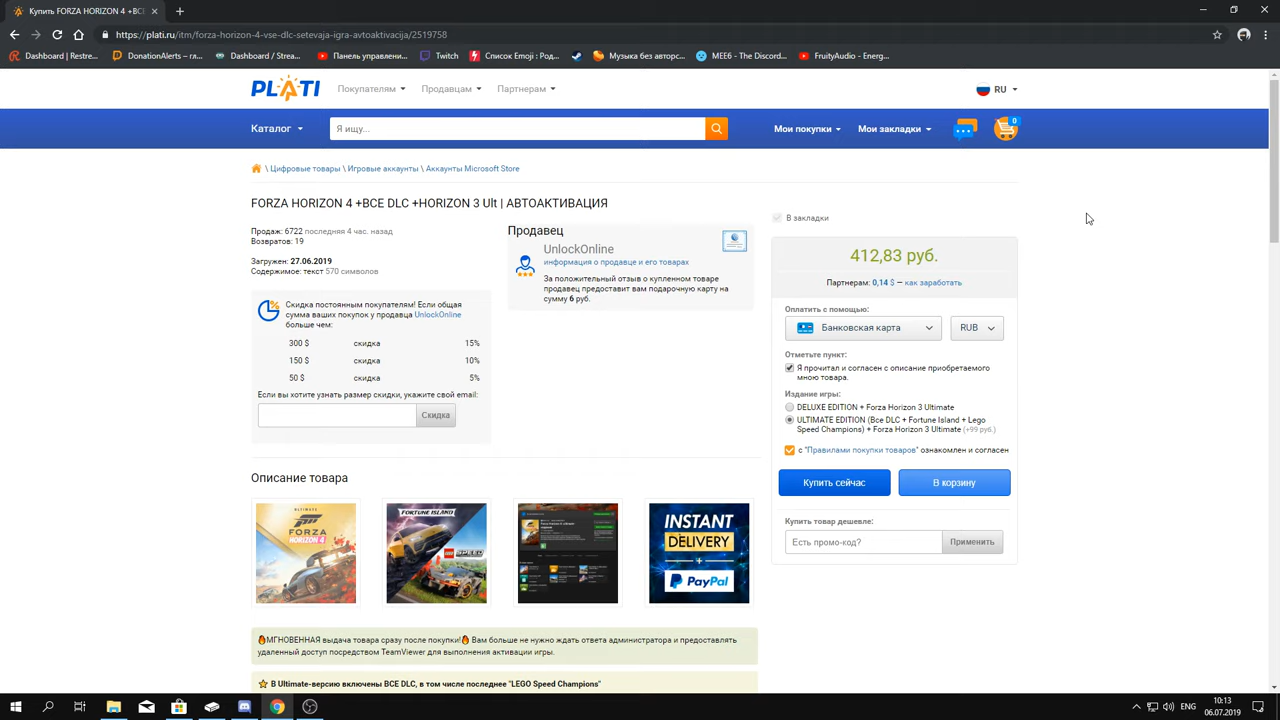 Купить FORZA HORIZON 4 +ВСЕ
https://plati.ru/itm/forza-horizon-4-vse-dlc-setevaja-igra-avtoaktivacija/2519758
Dashboard | Restre...
DonationAlerts — гл...
Dashboard / Strea...
Панель управлени...
Twitch
Список Emoji : Род...
Музыка без авторс...
MEE6 - The Discord...
FruityAudio - Energ...
PLATI
Покупателям
Продавцам
Партнерам
RU
Каталог
Я ищу...
Мои покупки
Мои закладки
0
\ Цифровые товары \ Игровые аккаунты \ Аккаунты Microsoft Store
FORZA HORIZON 4 +ВСЕ DLC +HORIZON 3 Ult | АВТОАКТИВАЦИЯ
Продаж: 6722 последняя 4 час. назад
Возвратов: 19
Загружен: 27.06.2019
Содержимое: текст 570 символов
Продавец
UnlockOnline
информация о продавце и его товарах
За положительный отзыв о купленном товаре
продавец предоставит вам подарочную карту на
сумму 6 руб.
Скидка постоянным покупателям! Если общая
сумма ваших покупок у продавца UnlockOnline
больше чем:
300 $ скидка 15%
150 $ скидка 10%
50 $ скидка 5%
Если вы хотите узнать размер скидки, укажите свой email:
Скидка
В закладки
412,83 руб.
Партнерам: 0,14 $ — как заработать
Оплатить с помощью:
Банковская карта
RUB
Отметьте пункт:
Я прочитал и согласен с описание приобретаемого
мною товара.
Издание игры:
DELUXE EDITION + Forza Horizon 3 Ultimate
ULTIMATE EDITION (Все DLC + Fortune Island + Lego
Speed Champions) + Forza Horizon 3 Ultimate (+99 руб.)
с "Правилами покупки товаров" ознакомлен и согласен
Купить сейчас
В корзину
Купить товар дешевле:
Есть промо-код?
Применить
Описание товара
ULTIMATE
FORZA
HORIZON 4
FORTUNE ISLAND
LEGO
SPEED
INSTANT
DELIVERY
+
PayPal
МГНОВЕННАЯ выдача товара сразу после покупки! Вам больше не нужно ждать ответа администратора и предоставлять
удаленный доступ посредством TeamViewer для выполнения активации игры.
В Ultimate-версию включены ВСЕ DLC, в том числе последнее "LEGO Speed Champions"
ENG
10:13
06.07.2019